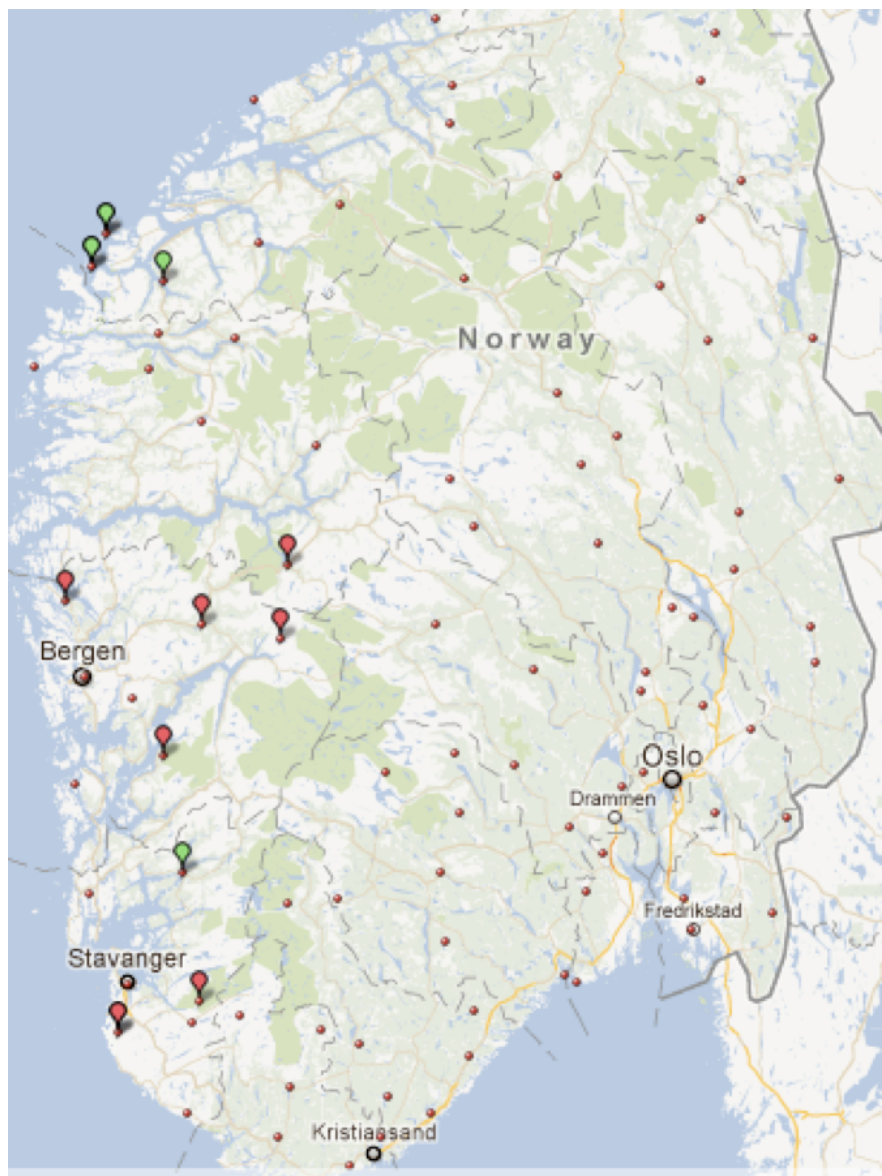 Norway
Bergen
Oslo
Drammen
Fredrikstad
Stavanger
Kristiansand